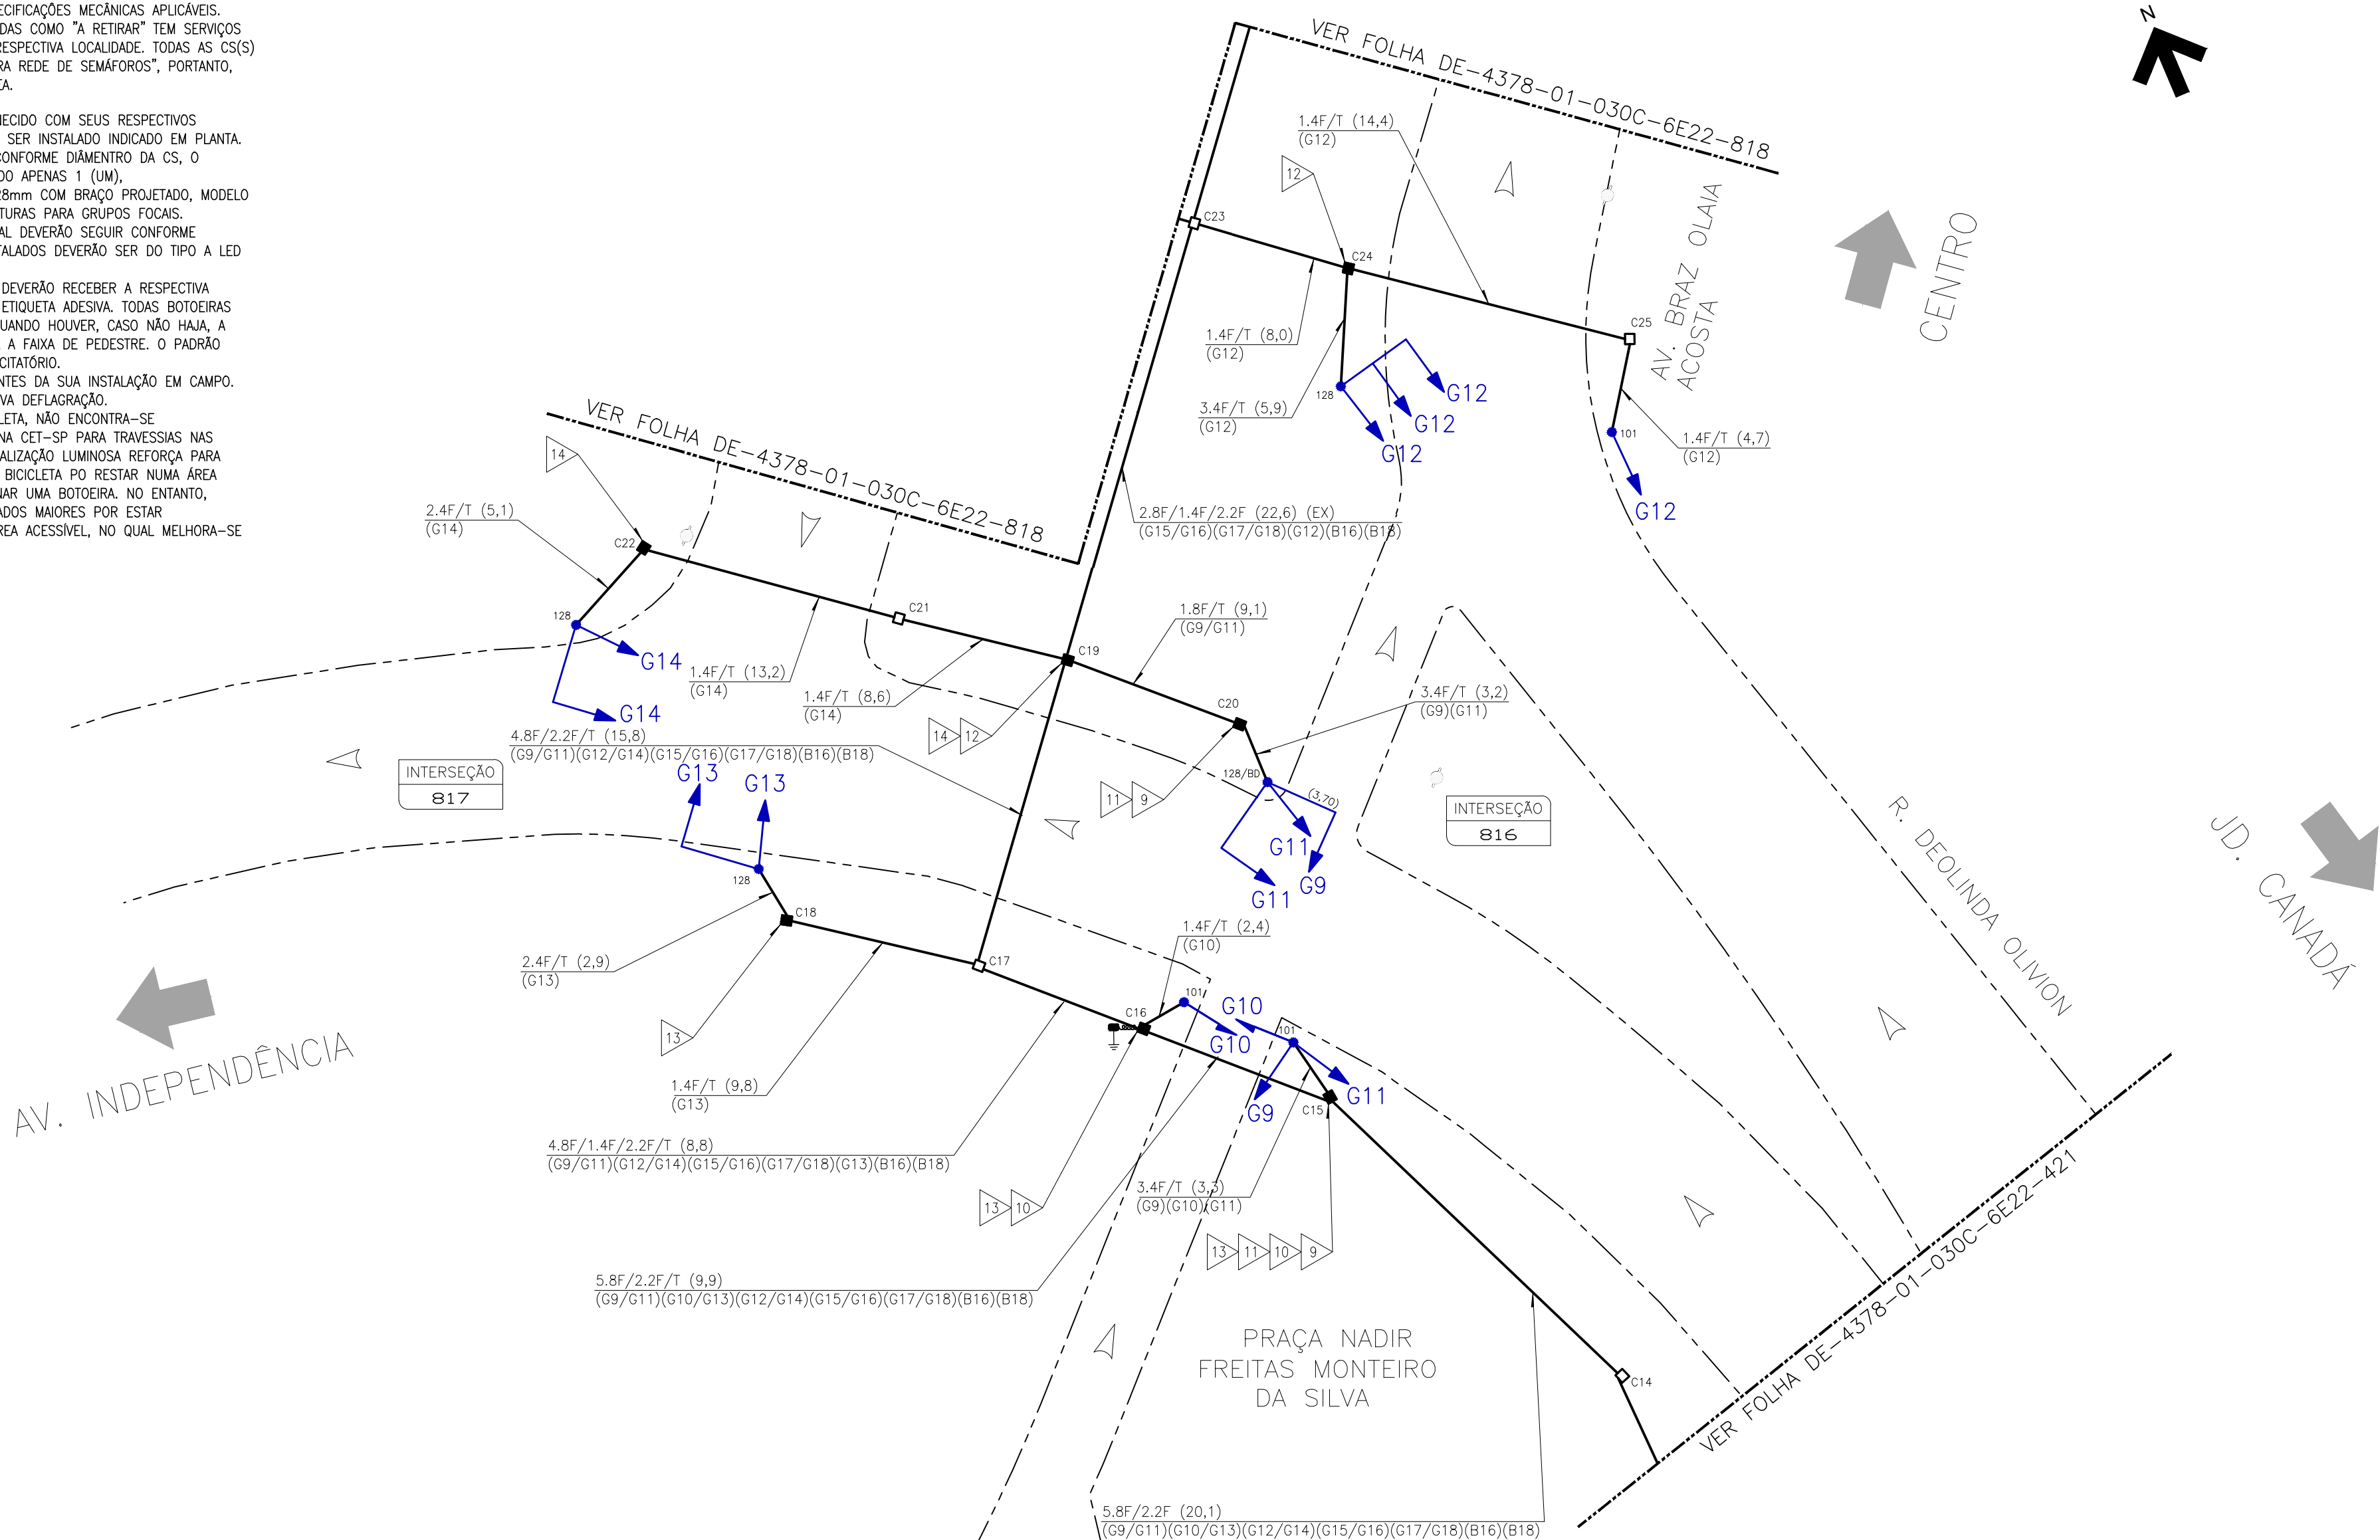 ECIFICAÇÕES MECÂNICAS APLICÁVEIS.
DAS COMO "A RETIRAR" TEM SERVIÇOS
RESPECTIVA LOCALIDADE. TODAS AS CS(S)
RA REDE DE SEMÁFOROS", PORTANTO,
TA.
NECIDO COM SEUS RESPECTIVOS
SER INSTALADO INDICADO EM PLANTA.
CONFORME DIÂMENTRO DA CS, O
DO APENAS 1 (UM),
28mm COM BRAÇO PROJETADO, MODELO
TURAS PARA GRUPOS FOCAIS.
AL DEVERÃO SEGUIR CONFORME
TALADOS DEVERÃO SER DO TIPO A LED
DEVERÃO RECEBER A RESPECTIVA
ETIQUETA ADESIVA. TODAS BOTOEIRAS
UANDO HOUVER, CASO NÃO HAJA, A
A FAIXA DE PEDESTRE. O PADRÃO
CITATÓRIO.
NTES DA SUA INSTALAÇÃO EM CAMPO.
VA DEFLAGRAÇÃO.
LETA, NÃO ENCONTRA-SE
NA CET-SP PARA TRAVESSIAS NAS
ALIZAÇÃO LUMINOSA REFORÇA PARA
BICICLETA PO RESTAR NUMA ÁREA
NAR UMA BOTOEIRA. NO ENTANTO,
ADOS MAIORES POR ESTAR
REA ACESSÍVEL, NO QUAL MELHORA-SE
N
VER FOLHA DE-4378-01-030C-6E22-818
1.4F/T (14,4)
(G12)
12
C23
C24
C25
AV. BRAZ OLAIA
ACOSTA
CENTRO
1.4F/T (8,0)
(G12)
3.4F/T (5,9)
(G12)
128
G12
G12
G12
101
1.4F/T (4,7)
(G12)
G12
VER FOLHA DE-4378-01-030C-6E22-818
14
2.4F/T (5,1)
(G14)
C22
2.8F/1.4F/2.2F (22,6) (EX)
(G15/G16)(G17/G18)(G12)(B16)(B18)
128
C21
1.8F/T (9,1)
(G9/G11)
C19
G14
1.4F/T (13,2)
(G14)
1.4F/T (8,6)
(G14)
G14
C20
3.4F/T (3,2)
(G9)(G11)
14
12
4.8F/2.2F/T (15,8)
(G9/G11)(G12/G14)(G15/G16)(G17/G18)(B16)(B18)
INTERSEÇÃO
817
G13
G13
128/BD
11
9
(3,70)
INTERSEÇÃO
816
G11
G9
G11
R. DEOLINDA OLIVION
JD. CANADÁ
128
C18
1.4F/T (2,4)
(G10)
2.4F/T (2,9)
(G13)
C17
101
C16
G10
G10
101
13
AV. INDEPENDÊNCIA
1.4F/T (9,8)
(G13)
G9
G11
C15
4.8F/1.4F/2.2F/T (8,8)
(G9/G11)(G12/G14)(G15/G16)(G17/G18)(G13)(B16)(B18)
13
10
3.4F/T (3,3)
(G9)(G10)(G11)
13
11
10
9
5.8F/2.2F/T (9,9)
(G9/G11)(G10/G13)(G12/G14)(G15/G16)(G17/G18)(B16)(B18)
PRAÇA NADIR
FREITAS MONTEIRO
DA SILVA
C14
VER FOLHA DE-4378-01-030C-6E22-421
5.8F/2.2F (20,1)
(G9/G11)(G10/G13)(G12/G14)(G15/G16)(G17/G18)(B16)(B18)